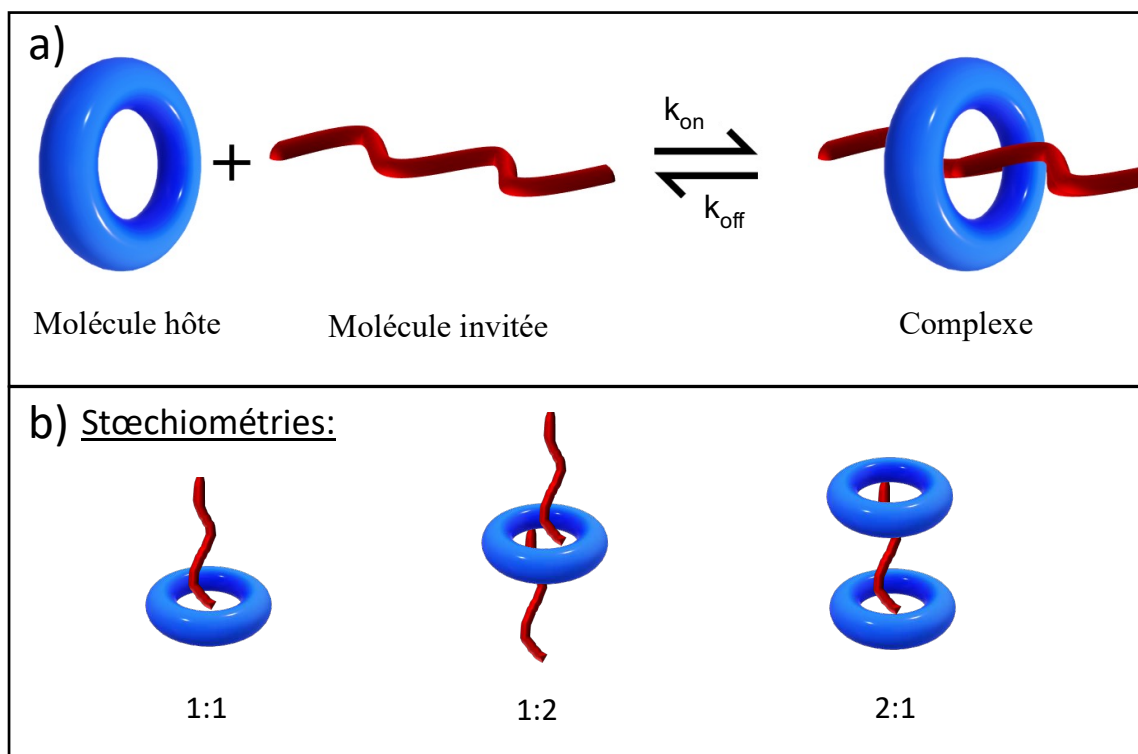 a)
+
k_on
k_off
Molécule hôte
Molécule invitée
Complexe
b) Stœchiométries:
1:1
1:2
2:1